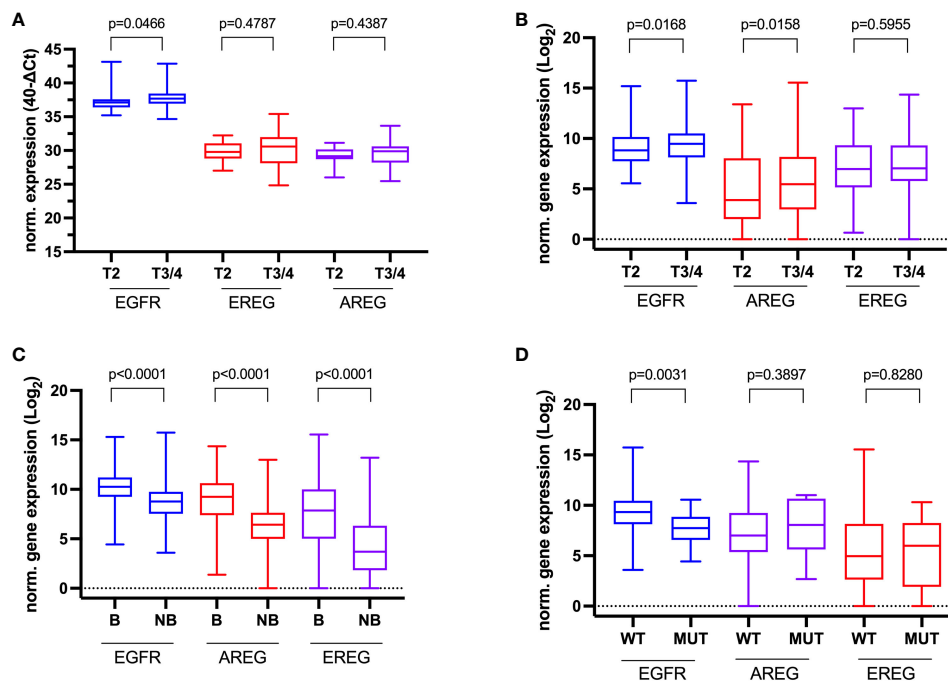 A
p=0.0466 p=0.4787 p=0.4387
norm. expression (40-ΔCt)
45
40
35
30
25
20
15
T2 T3/4 T2 T3/4 T2 T3/4
EGFR EREG AREG
B
p=0.0168 p=0.0158 p=0.5955
norm. gene expression (Log2)
20
15
10
5
0
T2 T3/4 T2 T3/4 T2 T3/4
EGFR AREG EREG
C
p<0.0001 p<0.0001 p<0.0001
norm. gene expression (Log2)
20
15
10
5
0
B NB B NB B NB
EGFR AREG EREG
D
p=0.0031 p=0.3897 p=0.8280
norm. gene expression (Log2)
20
15
10
5
0
WT MUT WT MUT WT MUT
EGFR AREG EREG